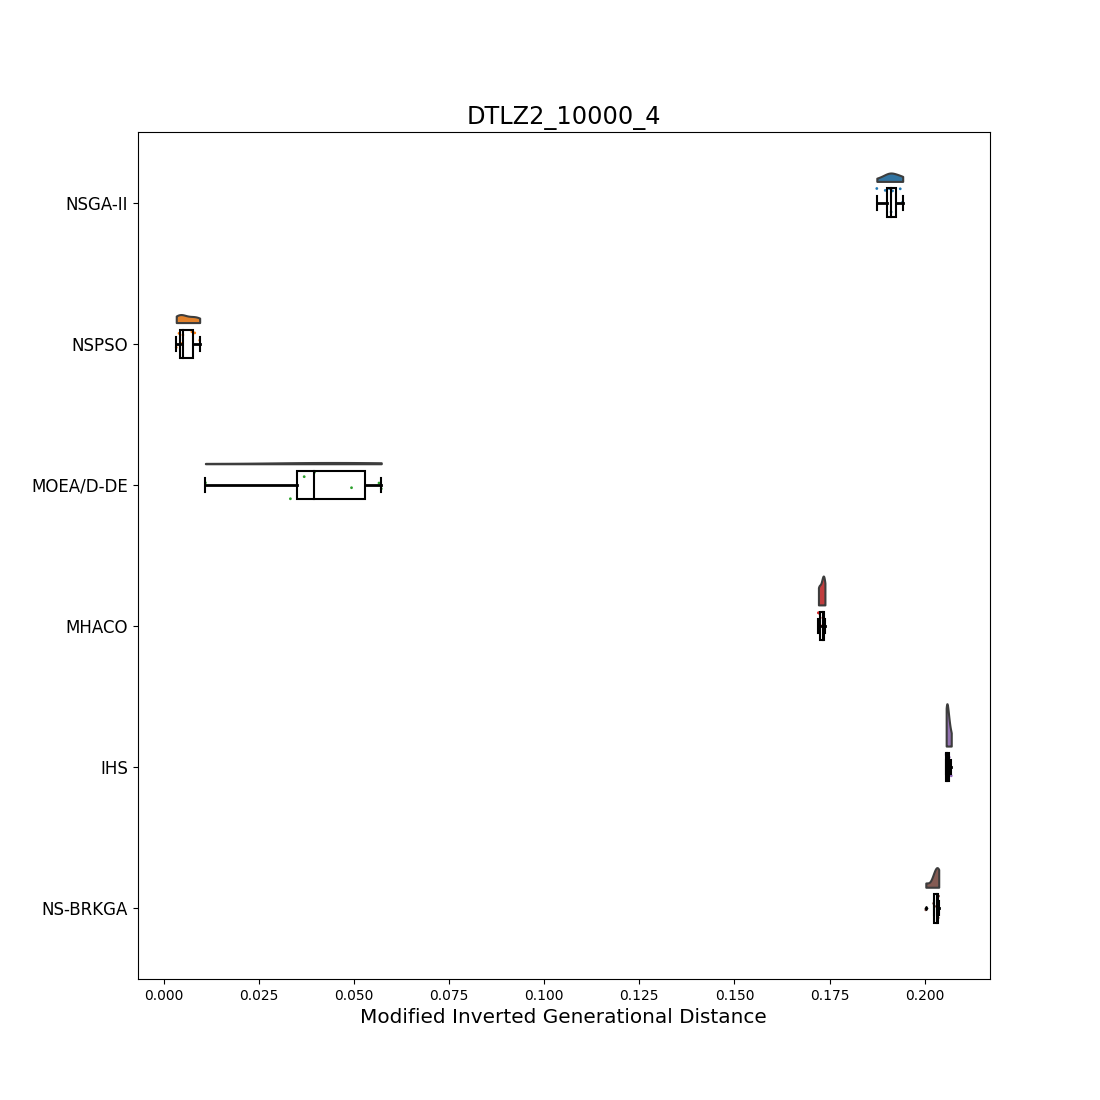 DTLZ2_10000_4
NSGA-II
NSPSO
MOEA/D-DE
MHACO
IHS
NS-BRKGA
0.000 0.025 0.050 0.075 0.100 0.125 0.150 0.175 0.200
Modified Inverted Generational Distance